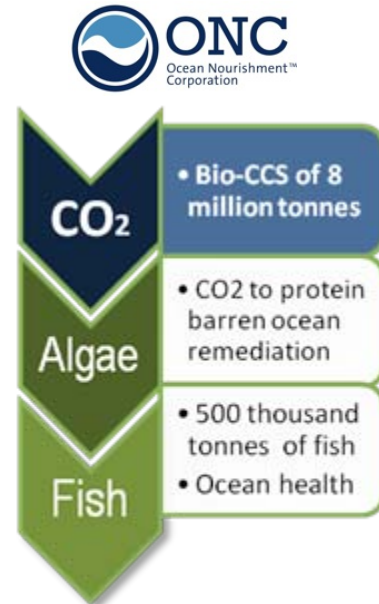 ONC
Ocean Nourishment™
Corporation
CO₂
• Bio-CCS of 8
million tonnes
Algae
• CO2 to protein
barren ocean
remediation
Fish
• 500 thousand
tonnes of fish
• Ocean health